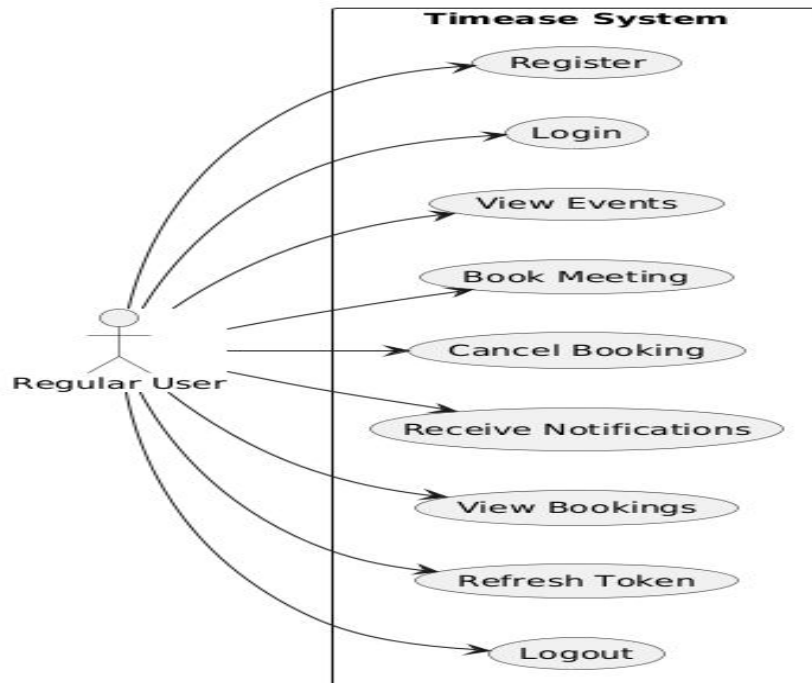 Timease System
Register
Login
View Events
Book Meeting
Cancel Booking
Regular User
Receive Notifications
View Bookings
Refresh Token
Logout